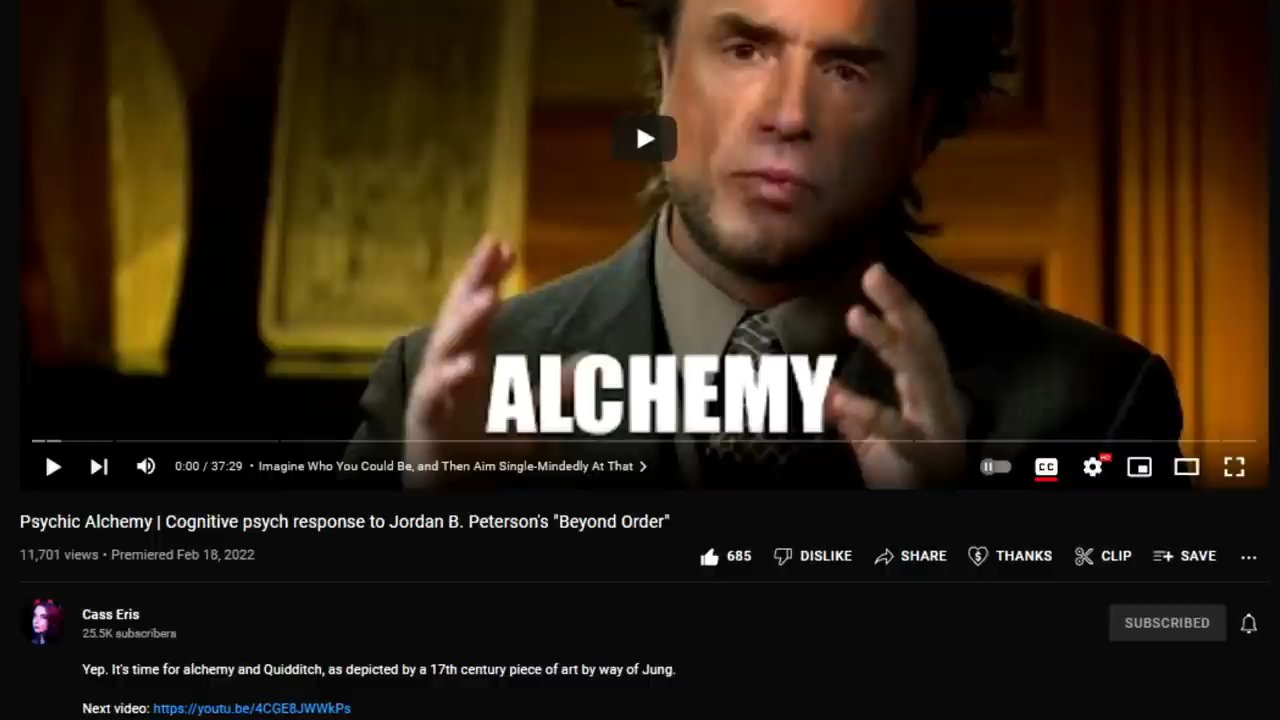 ALCHEMY
0:00 / 37:29 • Imagine Who You Could Be, and Then Aim Single-Mindedly At That
CC
HD
Psychic Alchemy | Cognitive psych response to Jordan B. Peterson's "Beyond Order"
11,701 views • Premiered Feb 18, 2022
685 DISLIKE SHARE THANKS CLIP SAVE
Cass Eris
25.5K subscribers
SUBSCRIBED
Yep. It's time for alchemy and Quidditch, as depicted by a 17th century piece of art by way of Jung.
Next video: https://youtu.be/4CGE8JWWkPs